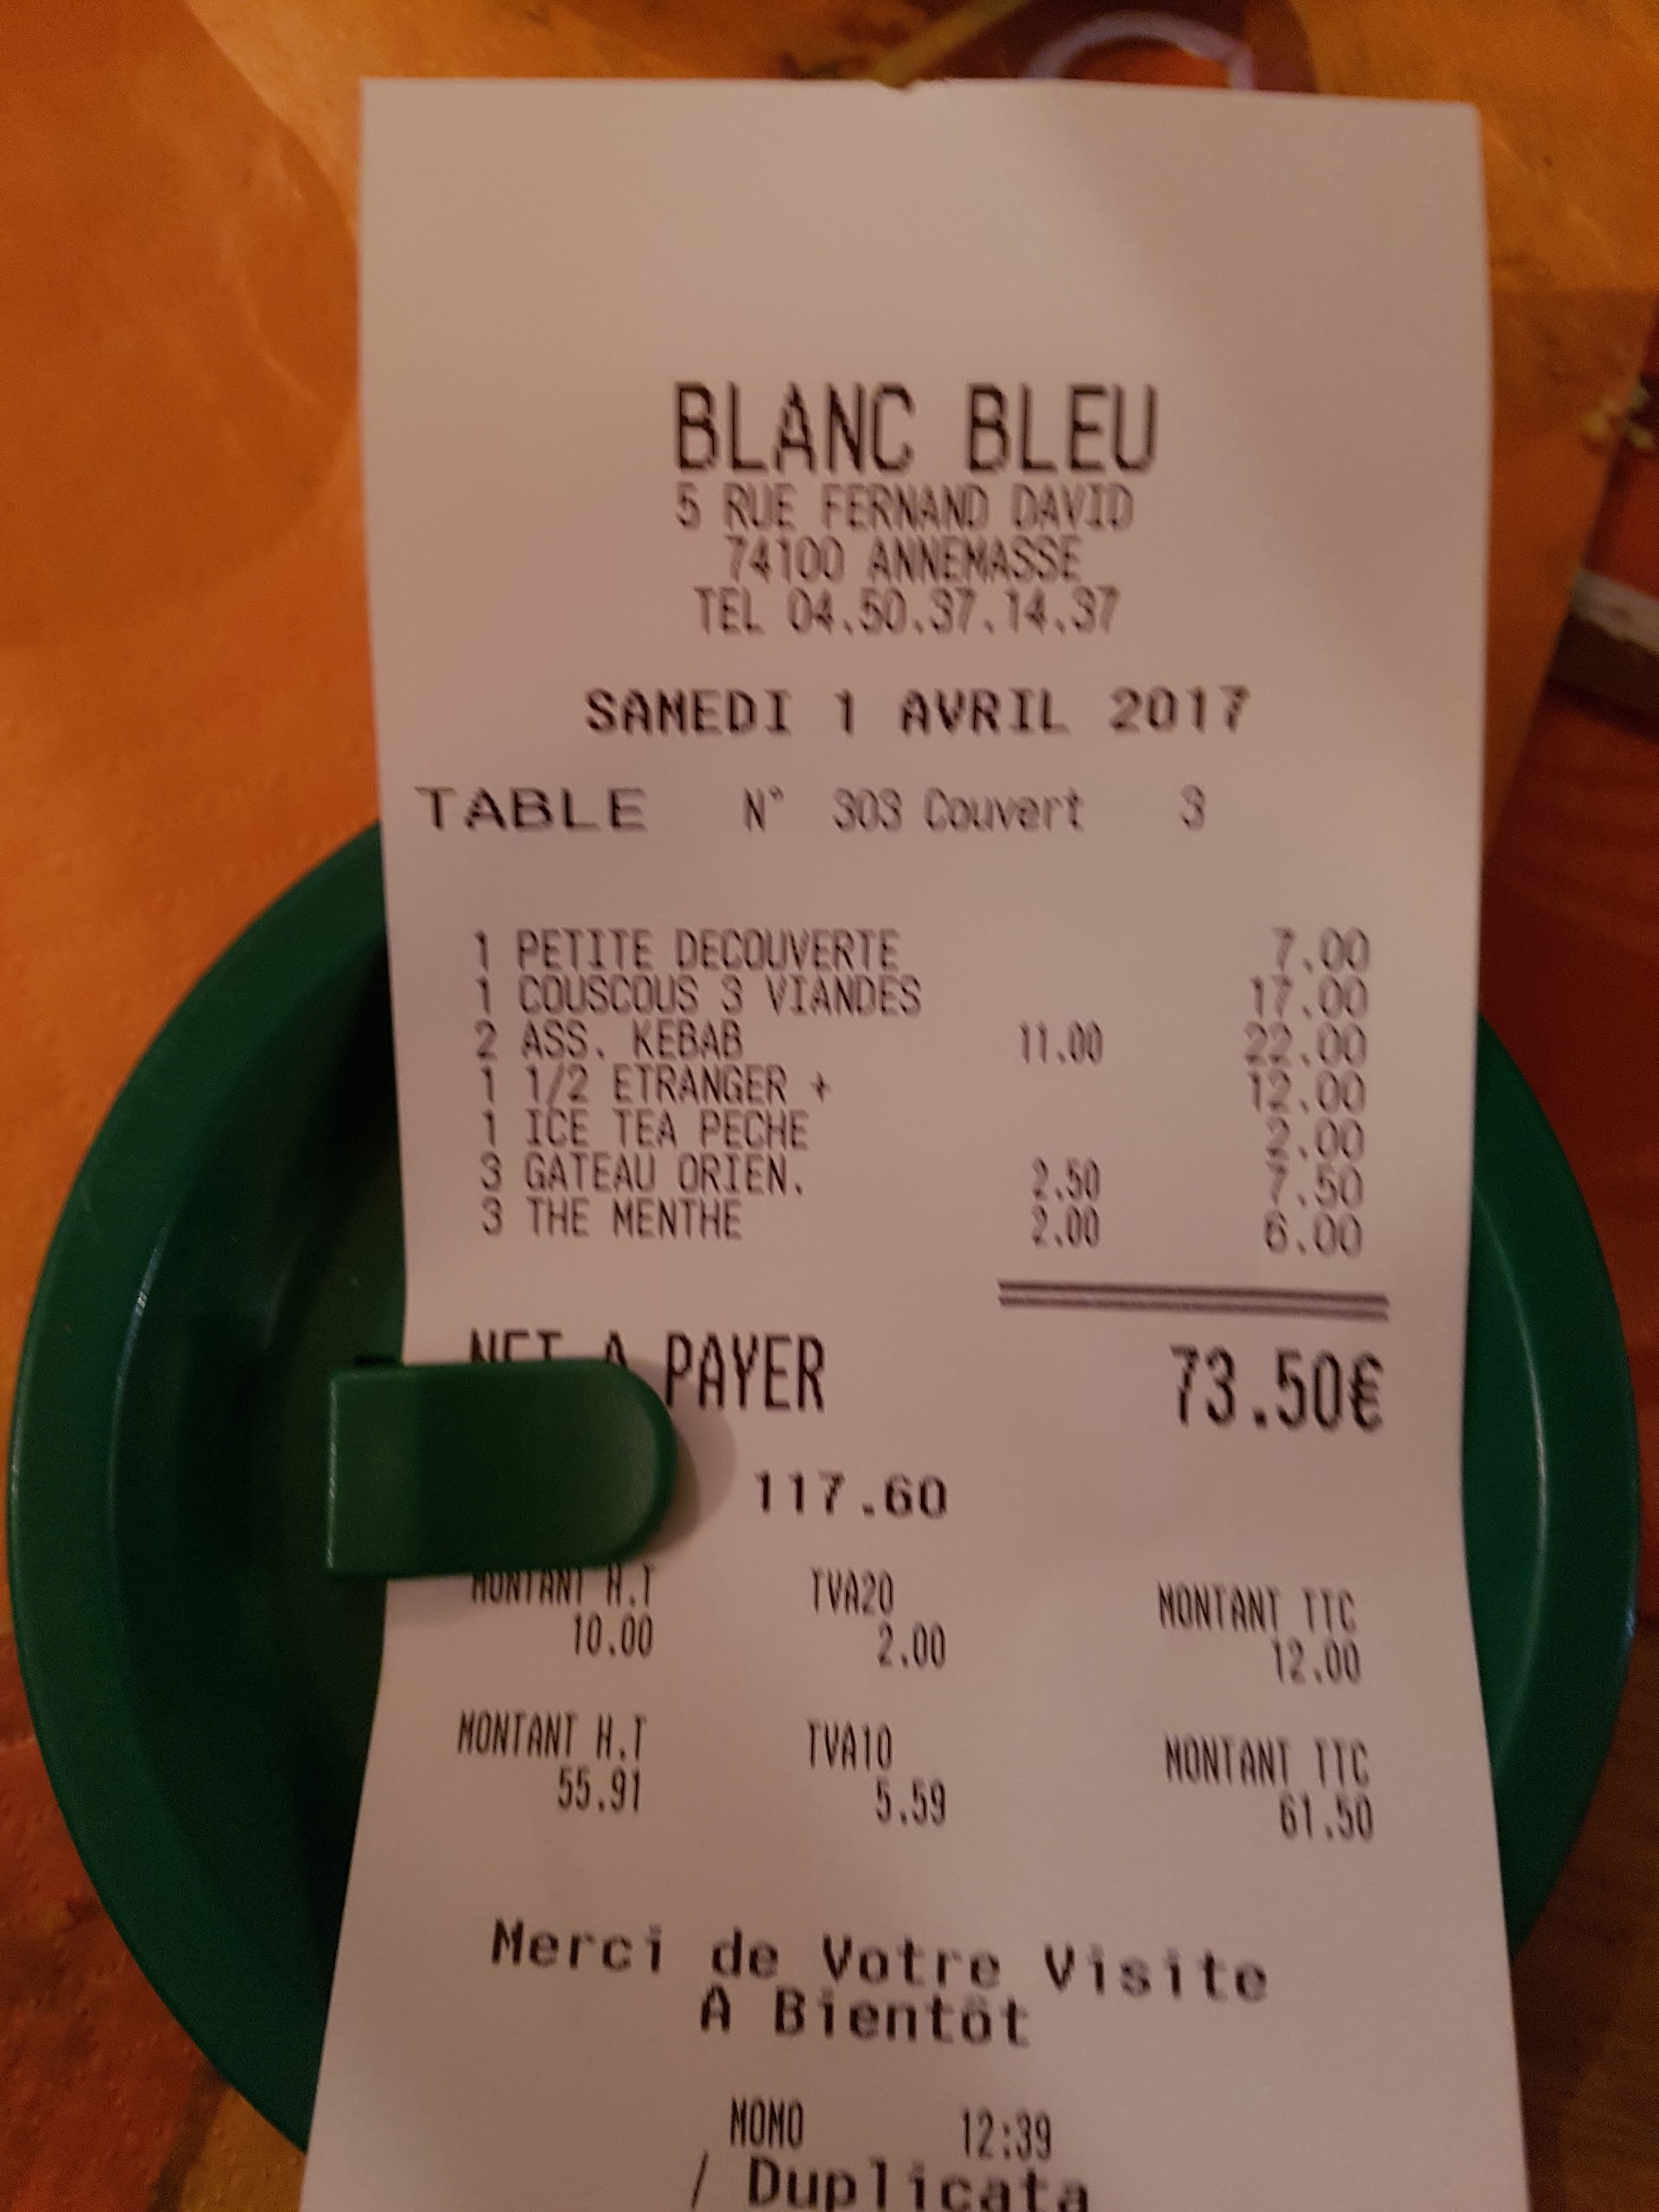 BLANC BLEU
5 RUE FERNAND DAVID
74100 ANNEMASSE
TEL 04.50.37.14.37
SAMEDI 1 AVRIL 2017
TABLE N° 303 Couvert 3
1 PETITE DECOUVERTE 7.00
1 COUSCOUS 3 VIANDES 17.00
2 ASS. KEBAB 11.00 22.00
1 1/2 ETRANGER + 12.00
1 ICE TEA PECHE 2.00
3 GATEAU ORIEN. 2.50 7.50
3 THE MENTHE 2.00 6.00
NET A PAYER 73.50€
117.60
MONTANT H.T TVA20 MONTANT TTC
10.00 2.00 12.00
MONTANT H.T TVA10 MONTANT TTC
55.91 5.59 61.50
Merci de Votre Visite
A Bientôt
MOMO 12:39
/ Duplicata